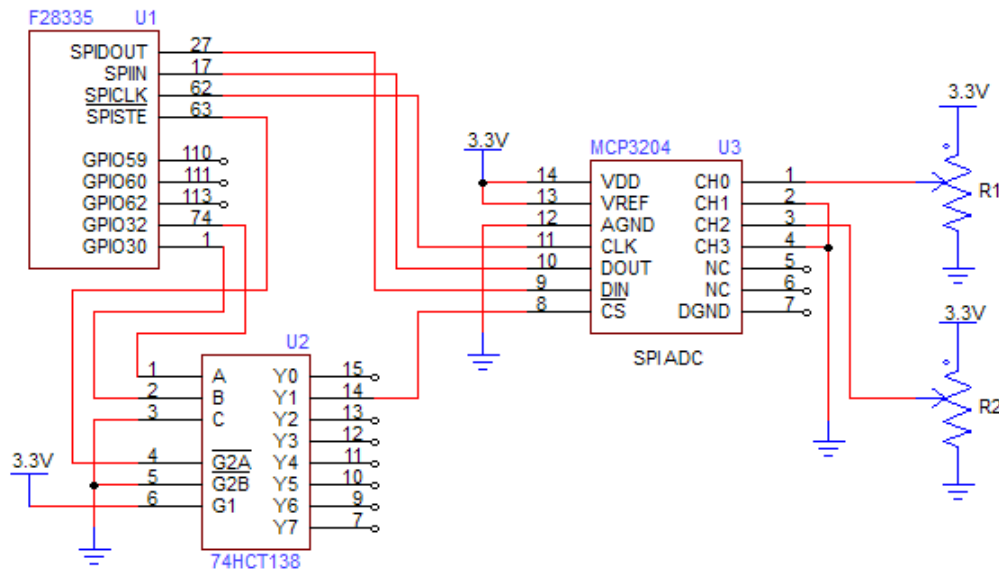 F28335 U1
SPIDOUT 27
SPIIN 17
SPICLK 62
SPISTE 63
GPIO59 110
GPIO60 111
GPIO62 113
GPIO32 74
GPIO30 1
U2
1 A Y0 15
2 B Y1 14
3 C Y2 13
Y3 12
4 G2A Y4 11
5 G2B Y5 10
6 G1 Y6 9
Y7 7
74HCT138
3.3V
3.3V
MCP3204 U3
14 VDD CH0 1
13 VREF CH1 2
12 AGND CH2 3
11 CLK CH3 4
10 DOUT NC 5
9 DIN NC 6
8 CS DGND 7
SPI ADC
3.3V
R1
3.3V
R2